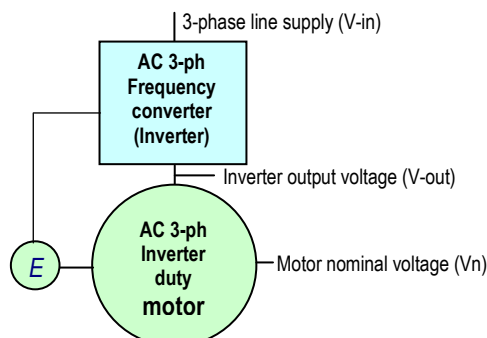 3-phase line supply (V-in)
AC 3-ph
Frequency
converter
(Inverter)
Inverter output voltage (V-out)
AC 3-ph
Inverter
duty
motor
E
Motor nominal voltage (Vn)